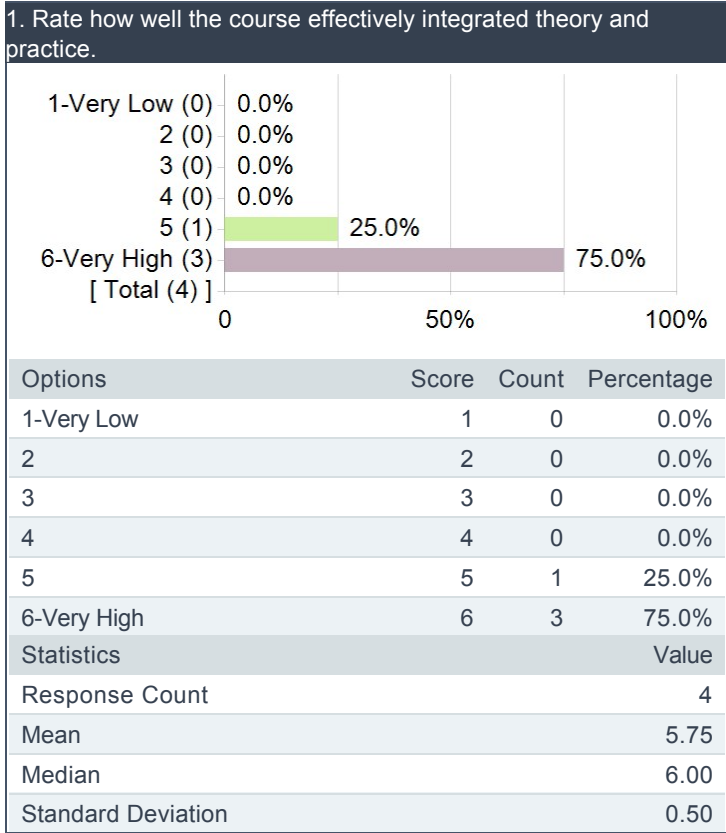 1. Rate how well the course effectively integrated theory and
practice.
1-Very Low (0) 0.0%
2 (0) 0.0%
3 (0) 0.0%
4 (0) 0.0%
5 (1) 25.0%
6-Very High (3) 75.0%
[ Total (4) ]
0 50% 100%
Options Score Count Percentage
1-Very Low 1 0 0.0%
2 2 0 0.0%
3 3 0 0.0%
4 4 0 0.0%
5 5 1 25.0%
6-Very High 6 3 75.0%
Statistics Value
Response Count 4
Mean 5.75
Median 6.00
Standard Deviation 0.50